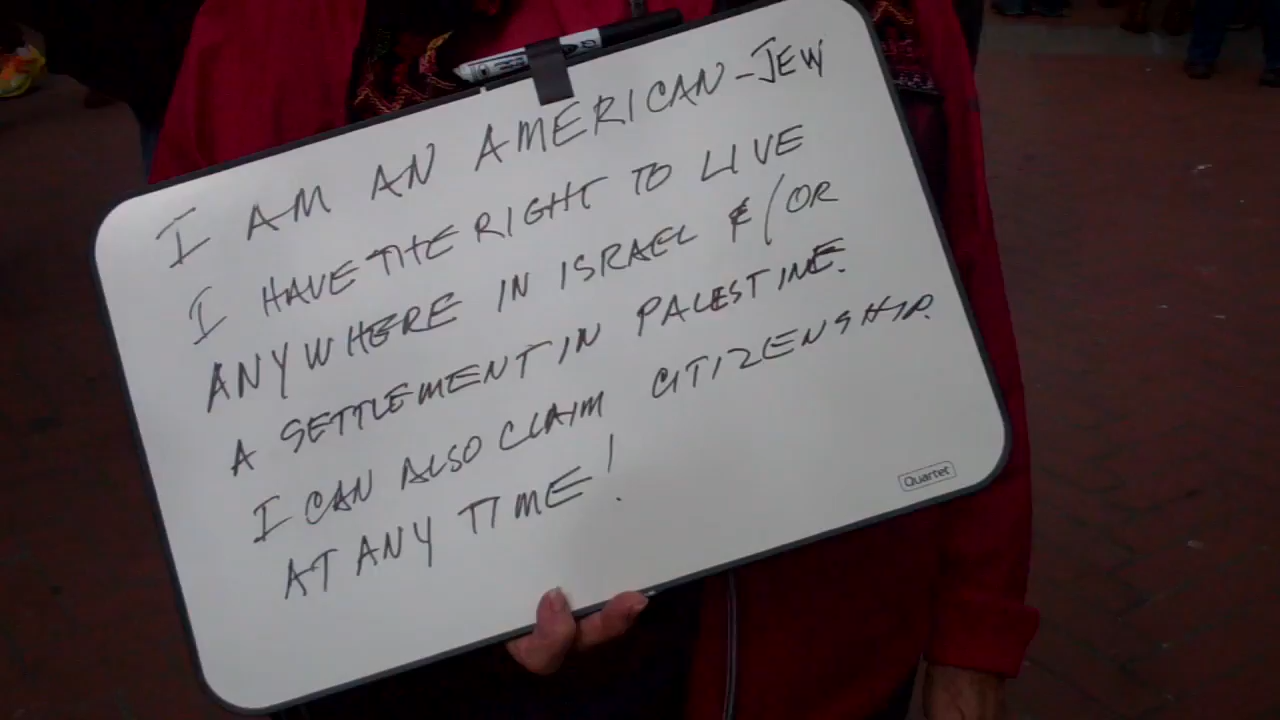 I AM AN AMERICAN-JEW
I HAVE THE RIGHT TO LIVE
ANYWHERE IN ISRAEL &/OR
A SETTLEMENT IN PALESTINE.
I CAN ALSO CLAIM CITIZENSHIP
AT ANY TIME!
Quartet